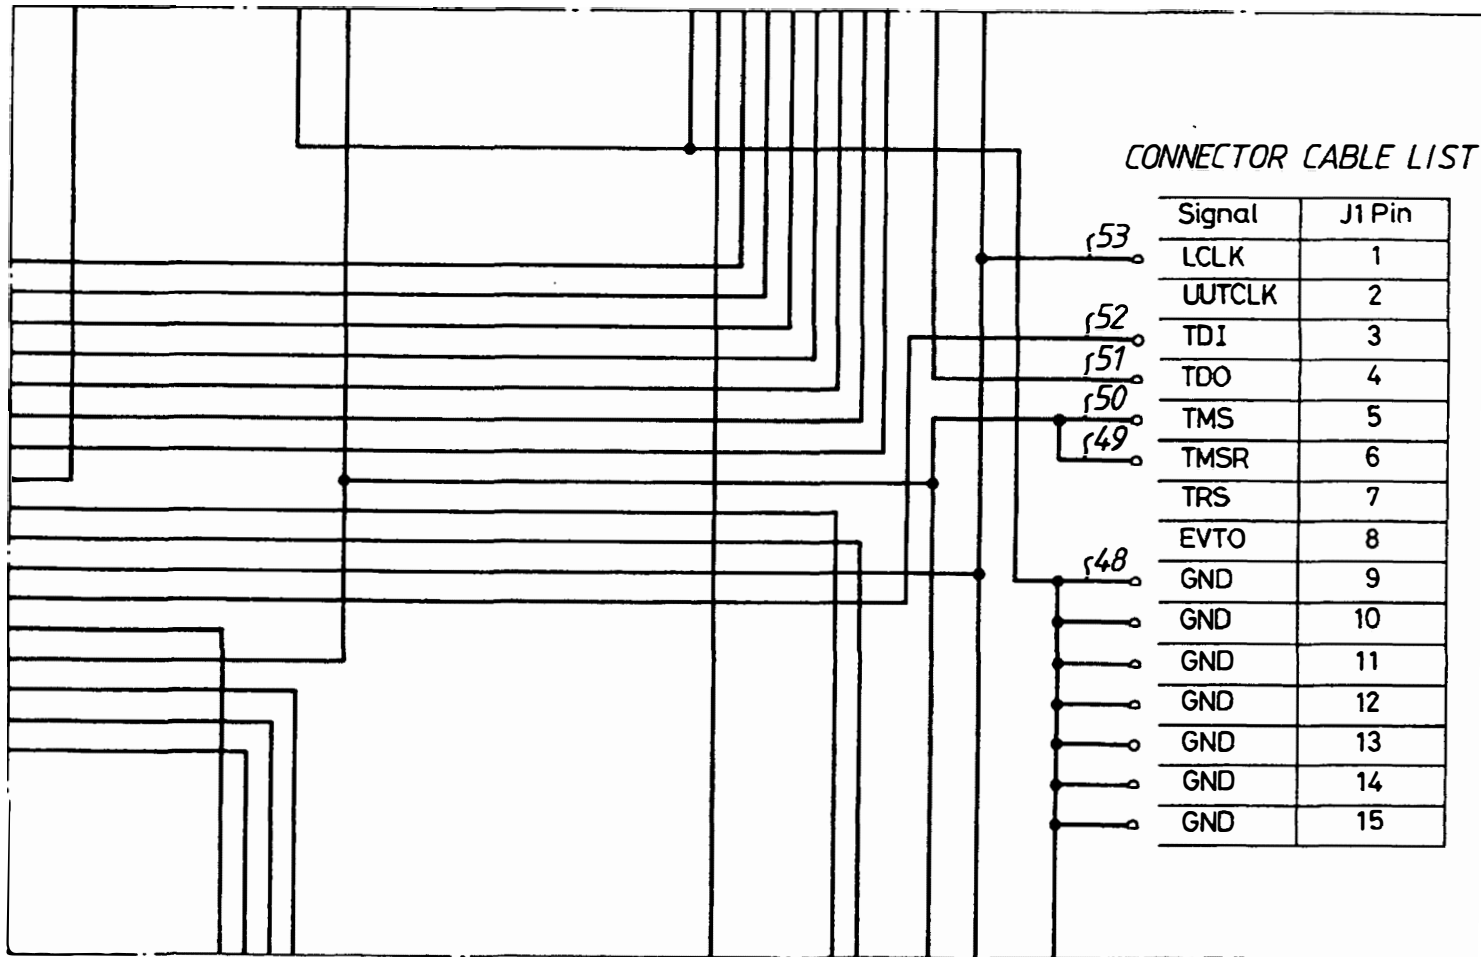 CONNECTOR CABLE LIST
Signal J1 Pin
53 LCLK 1
UUTCLK 2
52 TDI 3
51 TDO 4
50 TMS 5
49 TMSR 6
TRS 7
EVTO 8
48 GND 9
GND 10
GND 11
GND 12
GND 13
GND 14
GND 15